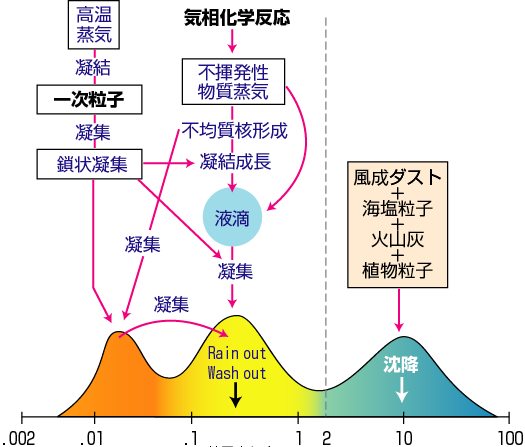 高温
蒸気
凝結
一次粒子
凝集
鎖状凝集
気相化学反応
不揮発性
物質蒸気
不均質核形成
凝結成長
液滴
凝集
凝集
凝集
風成ダスト
+
海塩粒子
+
火山灰
+
植物粒子
Rain out
Wash out
沈降
.002 .01 .1 1 2 10 100